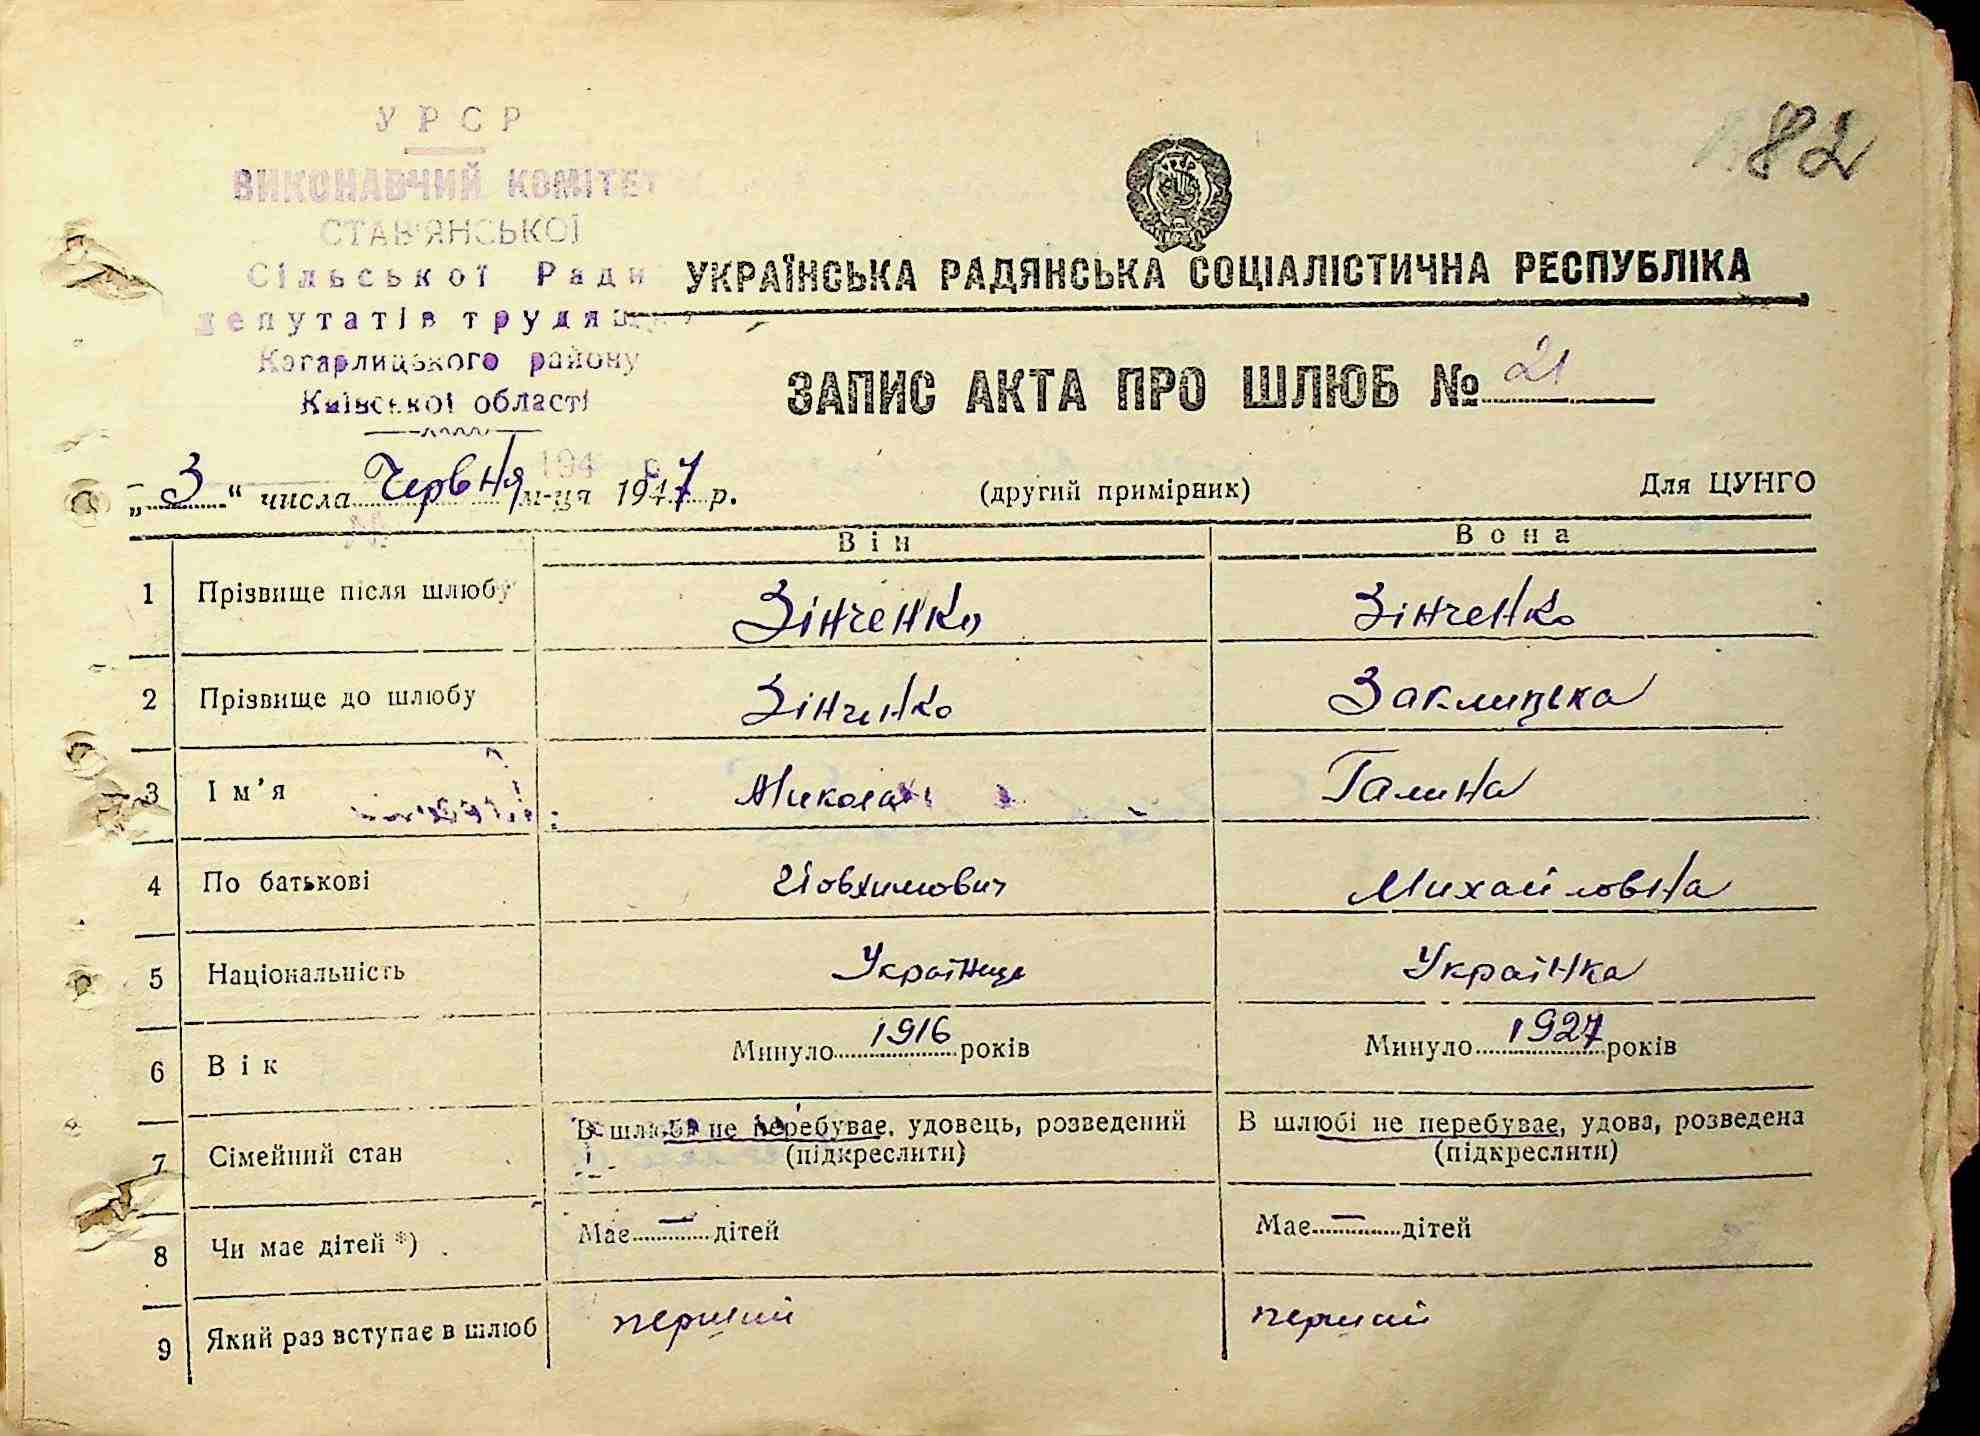 82
УРСР
ВИКОНАВЧИЙ КОМІТЕТ
СТАВ'ЯНСЬКОЇ
Сільської Ради
депутатів трудящих
Кагарлицького району
Київської області
УКРАЇНСЬКА РАДЯНСЬКА СОЦІАЛІСТИЧНА РЕСПУБЛІКА
ЗАПИС АКТА ПРО ШЛЮБ № 21
„3“ числа Червня м-ця 1947 р. (другий примірник) Для ЦУНГО
Він Вона
1 Прізвище після шлюбу Зінченко Зінченко
2 Прізвище до шлюбу Зінченко Заклицька
3 Ім’я Микола Галина
4 По батькові Йовхимович Михайловна
5 Національність Українець Українка
6 Вік Минуло 1916 років Минуло 1927 років
7 Сімейний стан В шлюбі не перебуває, удовець, розведений В шлюбі не перебуває, удова, розведена
(підкреслити) (підкреслити)
8 Чи має дітей *) Має — дітей Має — дітей
9 Який раз вступає в шлюб перший перший